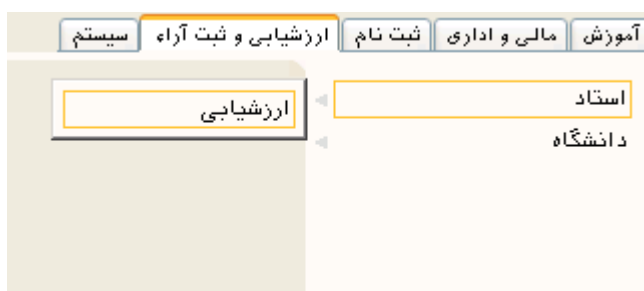 آموزش مالی و اداری ثبت نام ارزشیابی و ثبت آراء سیستم
استاد ارزشیابی
دانشگاه